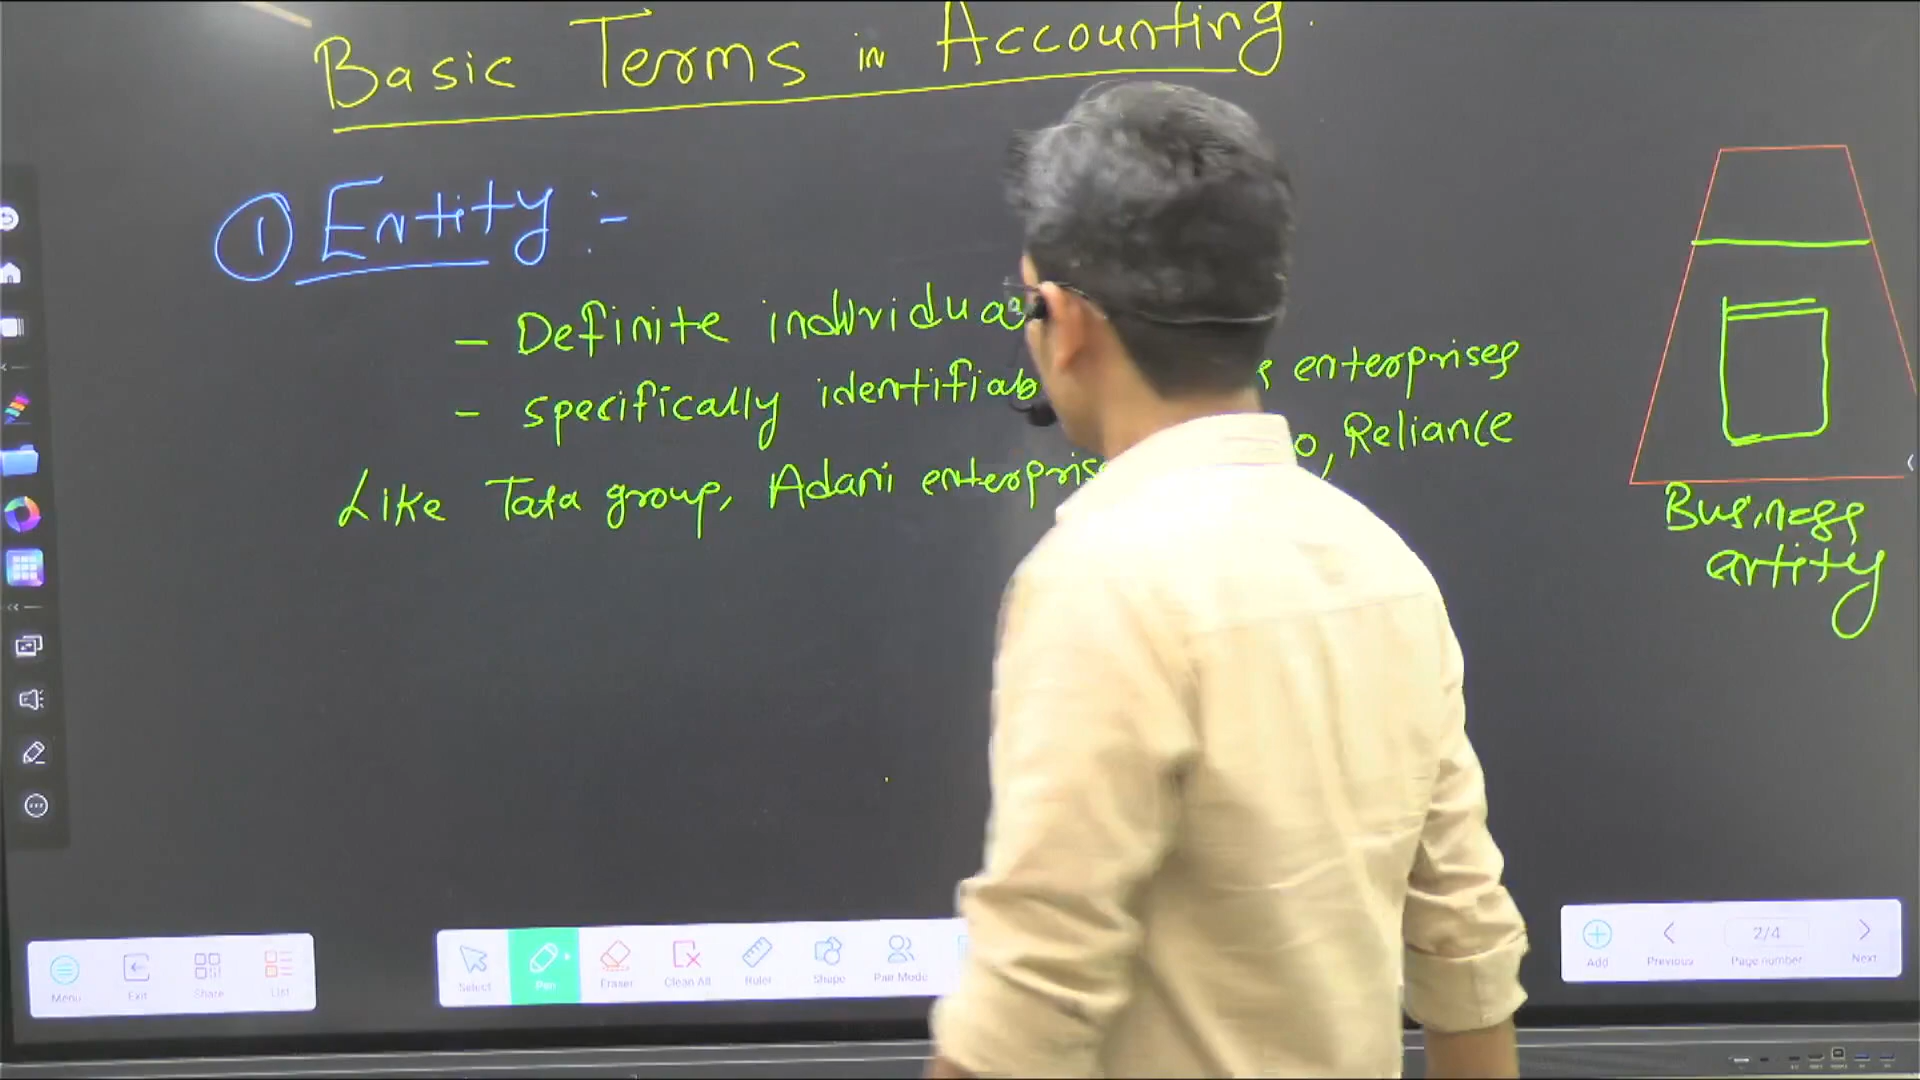 Basic Terms in Accounting.
① Entity :-
- Definite individua
- specifically identifiab enterprises
Like Tata group, Adani enterpris o, Reliance
Business
entity
Menu
Exit
Share
List
Select
Pen
Eraser
Clean All
Ruler
Shape
Pair Mode
Add
Previous
2/4
Page number
Next